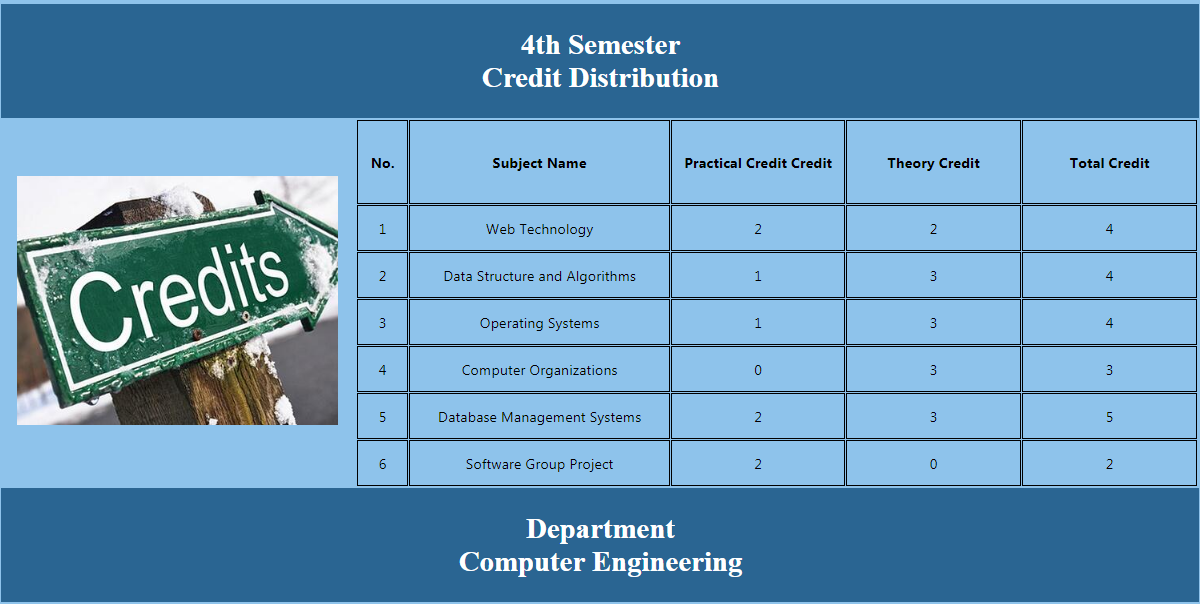 4th Semester
Credit Distribution
Credits
No. Subject Name Practical Credit Credit Theory Credit Total Credit
1 Web Technology 2 2 4
2 Data Structure and Algorithms 1 3 4
3 Operating Systems 1 3 4
4 Computer Organizations 0 3 3
5 Database Management Systems 2 3 5
6 Software Group Project 2 0 2
Department
Computer Engineering